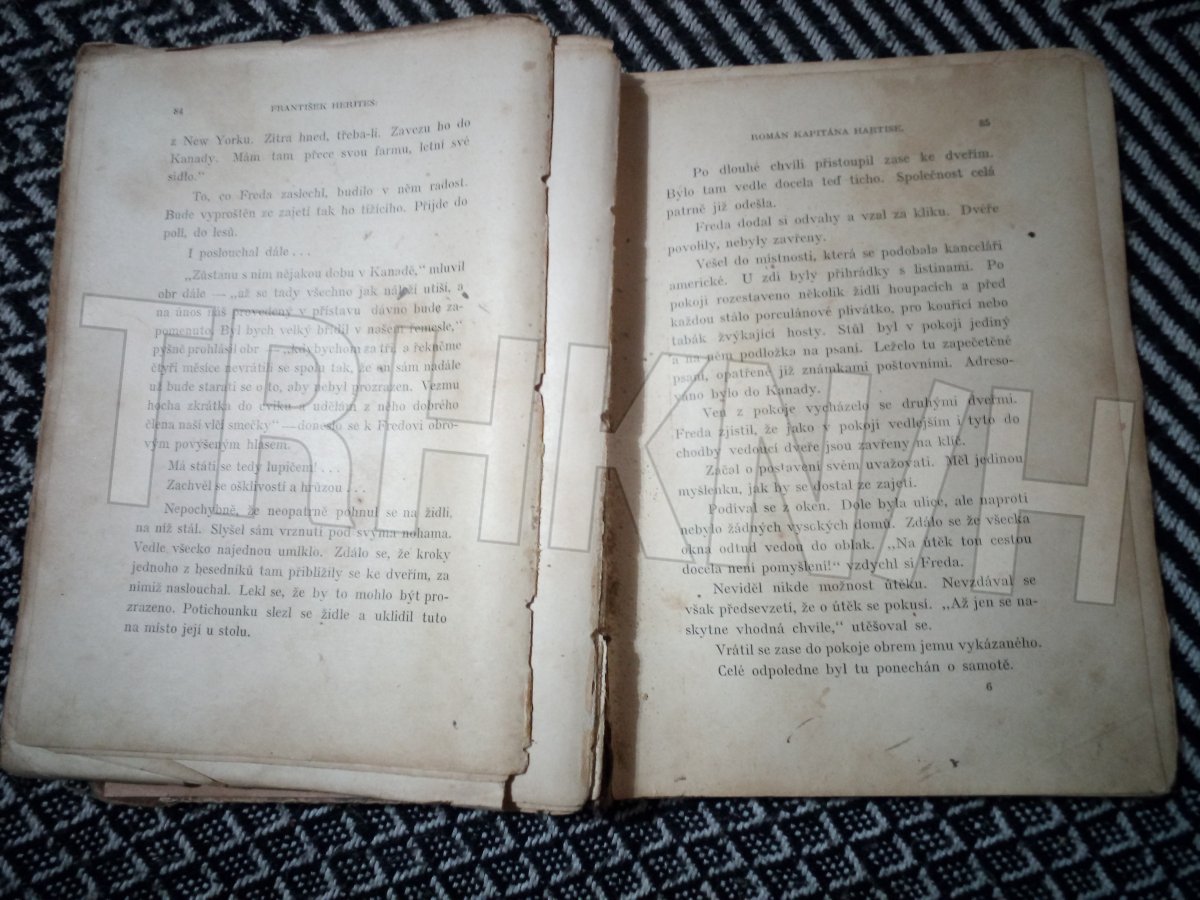 84
FRANTIŠEK HERITES:
z New Yorku. Zítra hned, třeba-li. Zavezu ho do
Kanady. Mám tam přece svou farmu, letní své
sídlo."
To, co Freda zaslechl, budilo v něm radost.
Bude vyproštěn ze zajetí tak ho tížícího. Přijde do
polí, do lesů.
I poslouchal dále . . .
„Zůstanu s ním nějakou dobu v Kanadě," mluvil
obr dále — „až se tady všechno jak náleží utiší, a
na únos náš provedený v přístavu dávno bude za-
pomenuto. Byl bych velký břídil v našem řemesle,"
pyšně prohlásil obr — „kdybychom za tři, a řekněme
čtyři měsíce nevrátili se spolu tak, že on sám nadále
už bude starati se o to, aby nebyl prozrazen. Vezmu
hocha zkrátka do cviku a udělám z něho dobrého
člena naší vlčí smečky" — doneslo se k Fredovi obro-
vým povýšeným hlasem.
Má státi se tedy lupičem! . . .
Zachvěl se ošklivostí a hrůzou . . .
Nepochybně, že neopatrně pohnul se na židli,
na níž stál. Slyšel sám vrznutí pod svýma nohama.
Vedle všecko najednou umlklo. Zdálo se, že kroky
jednoho z besedníků tam přiblížily se ke dveřím, za
nimiž naslouchal. Lekl se, že by to mohlo být pro-
zrazeno. Potichounku slezl se židle a uklidil tuto
na místo její u stolu.
ROMÁN KAPITÁNA HARTISE.
85
Po dlouhé chvíli přistoupil zase ke dveřím.
Bylo tam vedle docela teď ticho. Společnost celá
patrně již odešla.
Freda dodal si odvahy a vzal za kliku. Dvéře
povolily, nebyly zavřeny.
Vešel do místnosti, která se podobala kanceláři
americké. U zdi byly přihrádky s listinami. Po
pokoji rozestaveno několik židlí houpacích a před
každou stálo porculánové plivátko, pro kouřící nebo
tabák žvýkající hosty. Stůl byl v pokoji jediný
a na něm podložka na psaní. Leželo tu zapečetěné
psaní, opatřené již známkami poštovními. Adreso-
váno bylo do Kanady.
Ven z pokoje vycházelo se druhými dveřmi.
Freda zjistil, že jako v pokoji vedlejším i tyto do
chodby vedoucí dveře jsou zavřeny na klíč.
Začal o postavení svém uvažovati. Měl jedinou
myšlenku, jak by se dostal ze zajetí.
Podíval se z oken. Dole byla ulice, ale naproti
nebylo žádných vysokých domů. Zdálo se že všecka
okna odtud vedou do oblak. „Na útěk tou cestou
docela není pomyšlení!" vzdychl si Freda.
Neviděl nikde možnost útěku. Nevzdával se
však předsevzetí, že o útěk se pokusí. „Až jen se na-
skytne vhodná chvíle," utěšoval se.
Vrátil se zase do pokoje obrem jemu vykázaného.
Celé odpoledne byl tu ponechán o samotě.
6
TRHKNIH